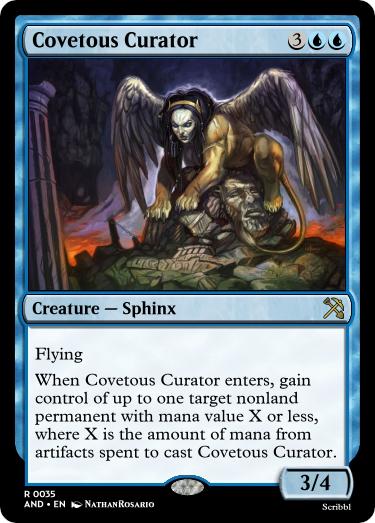 Covetous Curator 3
Creature — Sphinx
Flying
When Covetous Curator enters, gain
control of up to one target nonland
permanent with mana value X or less,
where X is the amount of mana from
artifacts spent to cast Covetous Curator.
3/4
R 0035
AND • EN NathanRosario
Scribbl